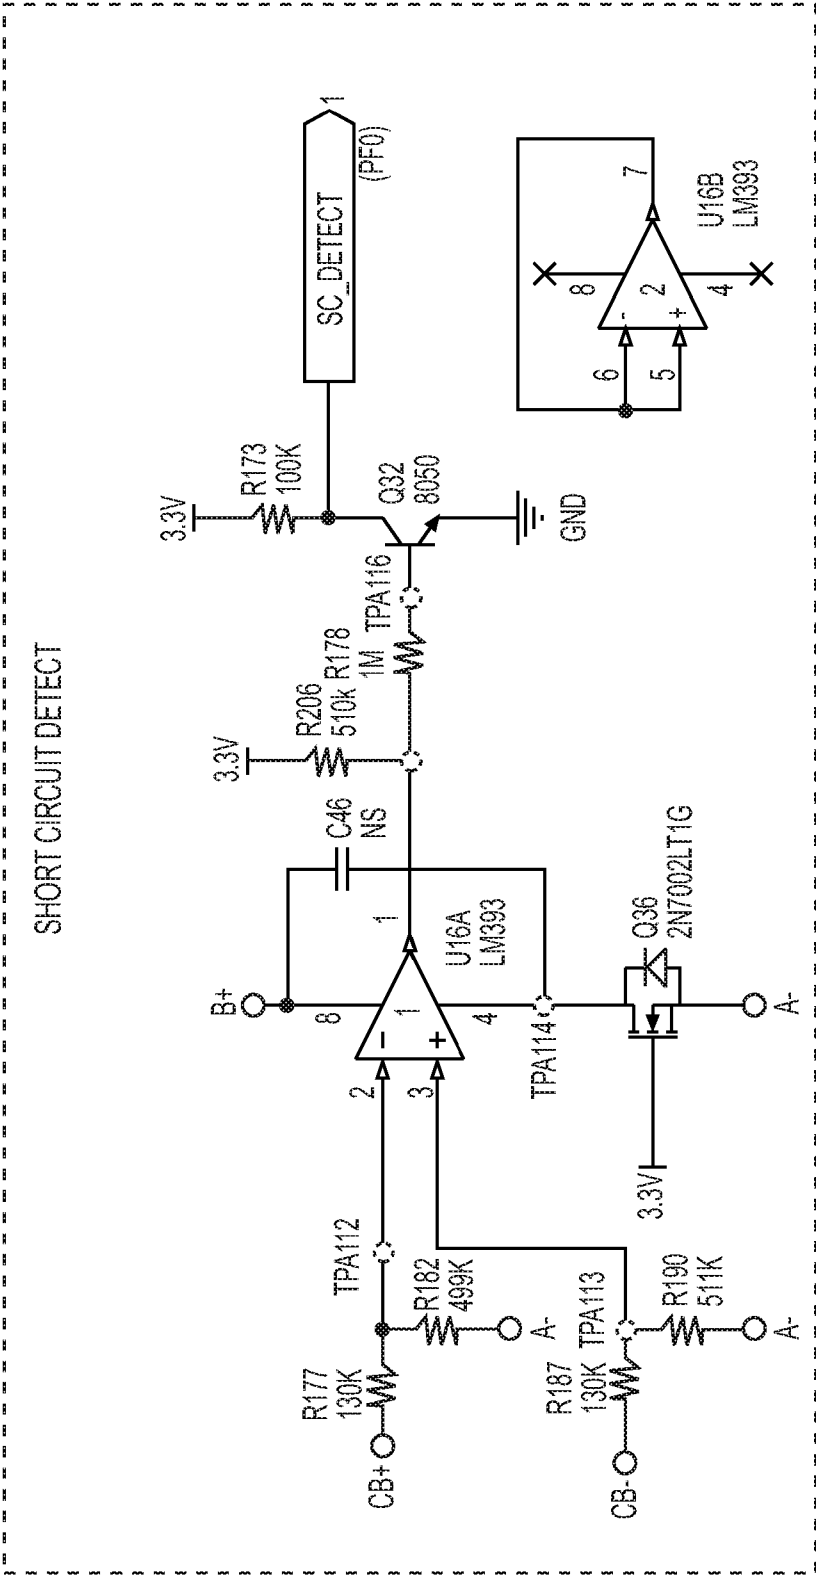 SHORT CIRCUIT DETECT
CB+
R177
130K
TPA112
R182
499K
A-
CB-
R187
130K
TPA113
R190
511K
A-
2
3
B+
8
-
1
+
4
1
U16A
LM393
C46
NS
TPA114
3.3V
Q36
2N7002LT1G
A-
3.3V
R206
510k
R178
1M
TPA116
3.3V
R173
100K
Q32
8050
GND
SC_DETECT
1
(PF0)
6
5
-
+
8
2
4
7
U16B
LM393